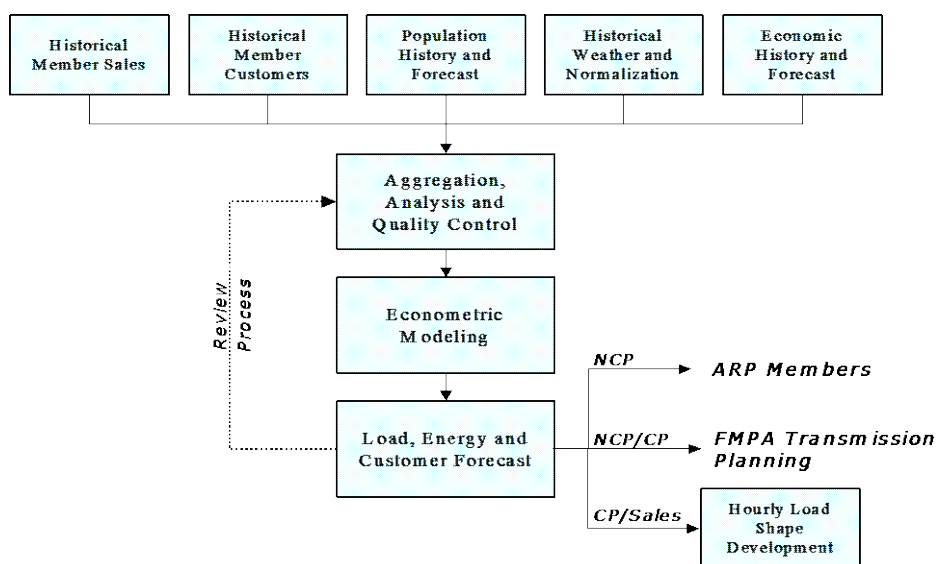 Historical
Member Sales
Historical
Member
Customers
Population
History and
Forecast
Historical
Weather and
Normalization
Economic
History and
Forecast
Aggregation,
Analysis and
Quality Control
Review
Process
Econometric
Modeling
Load, Energy and
Customer Forecast
NCP
ARP Members
NCP/CP
FMPA Transmission
Planning
CP/Sales
Hourly Load
Shape
Development